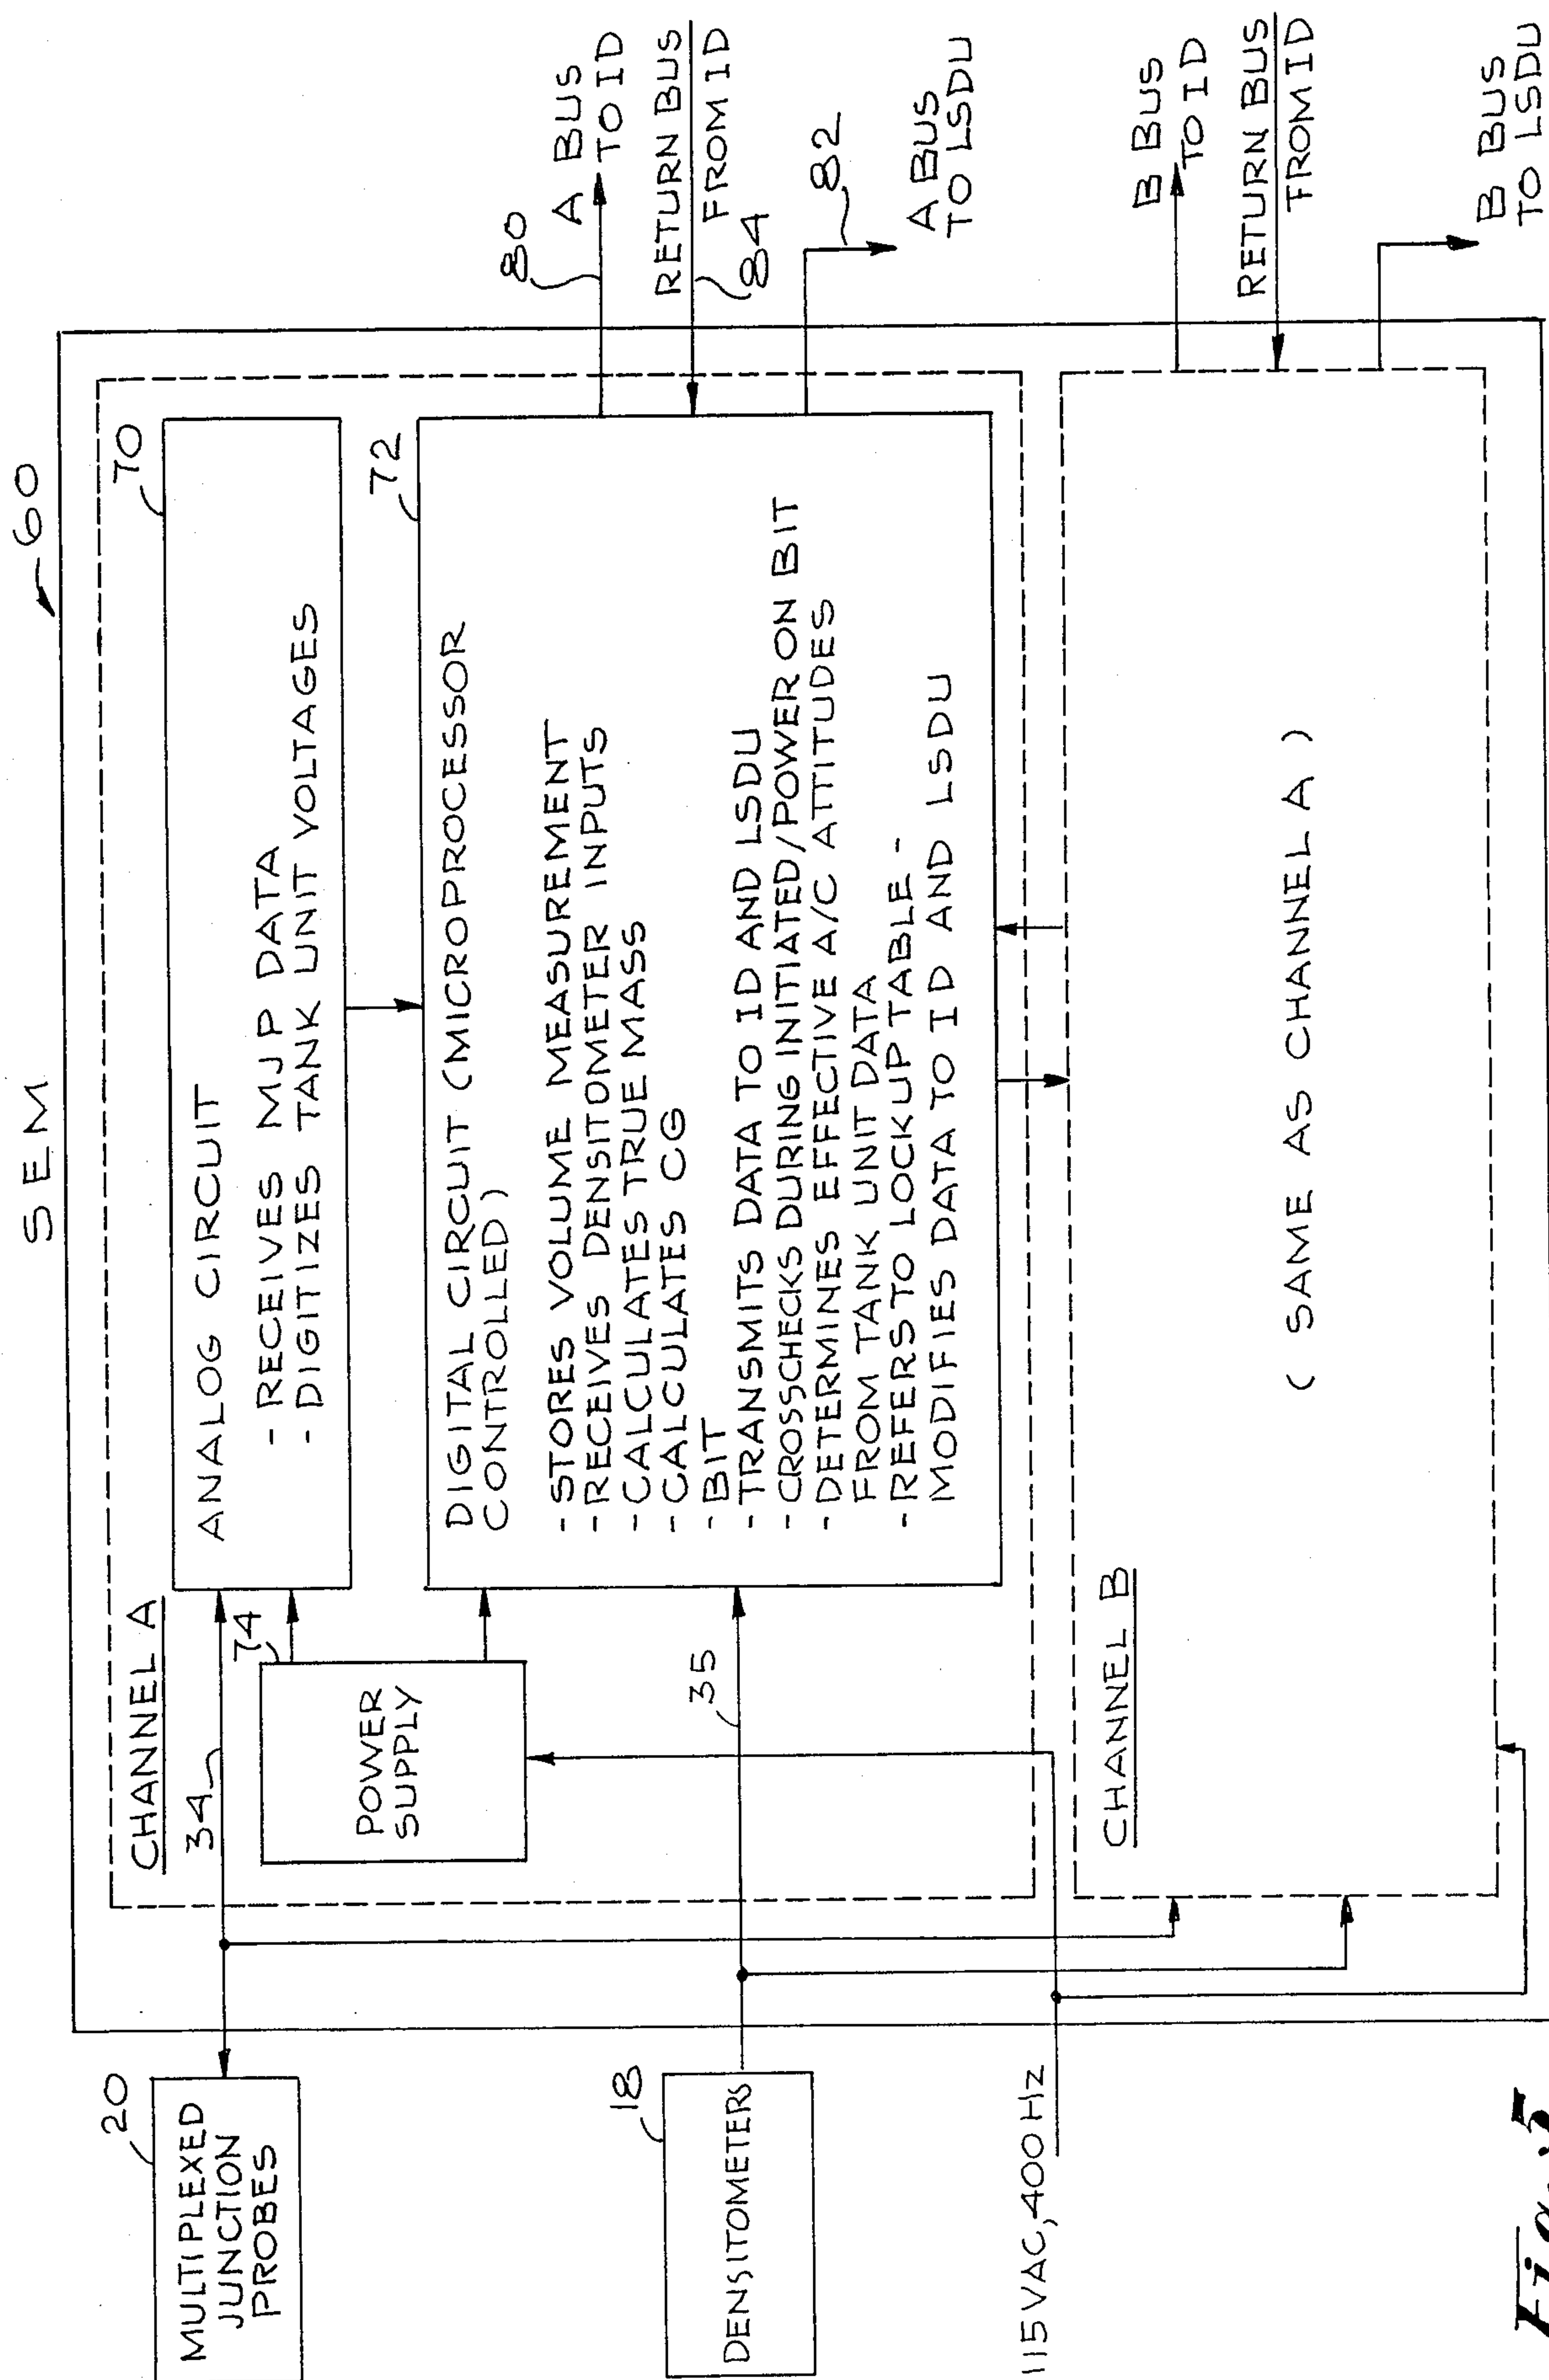 SEM
60
CHANNEL A
34
70
ANALOG CIRCUIT
- RECEIVES MJP DATA
- DIGITIZES TANK UNIT VOLTAGES
74
POWER
SUPPLY
72
DIGITAL CIRCUIT (MICROPROCESSOR
CONTROLLED)
- STORES VOLUME MEASUREMENT
- RECEIVES DENSITOMETER INPUTS
- CALCULATES TRUE MASS
- CALCULATES CG
- BIT
- TRANSMITS DATA TO ID AND LSDU
- CROSSCHECKS DURING INITIATED/POWER ON BIT
- DETERMINES EFFECTIVE A/C ATTITUDES
FROM TANK UNIT DATA
- REFERS TO LOCKUP TABLE -
MODIFIES DATA TO ID AND LSDU
35
20
MULTIPLEXED
JUNCTION
PROBES
18
DENSITOMETERS
115VAC, 400 Hz
80
A BUS
TO ID
RETURN BUS
FROM ID
84
82
A BUS
TO LSDU
CHANNEL B
(SAME AS CHANNEL A)
B BUS
TO ID
RETURN BUS
FROM ID
B BUS
TO LSDU
Fig. 5